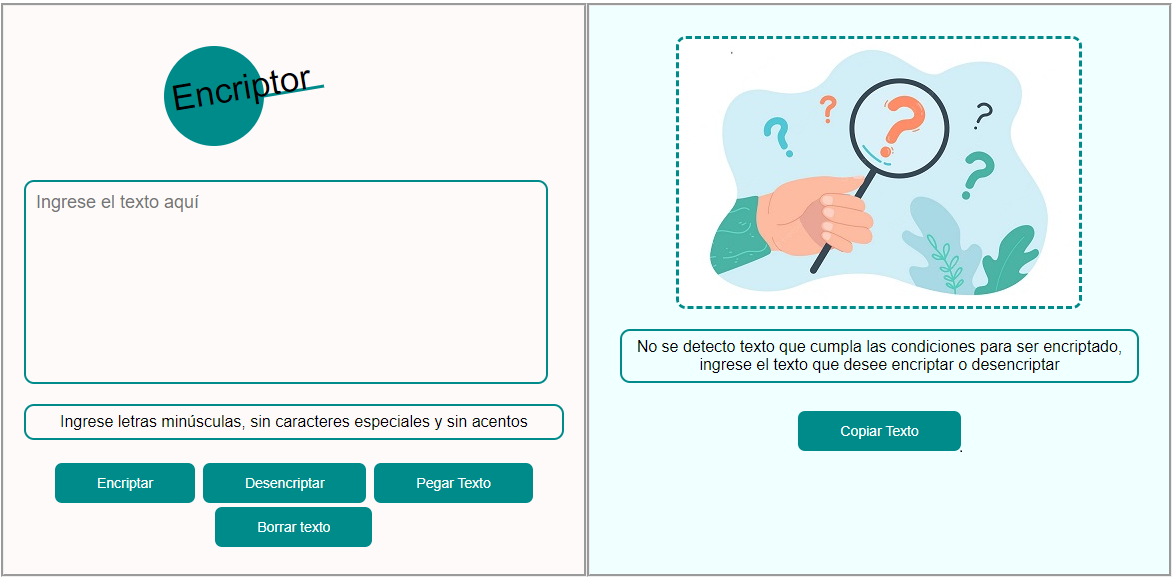 Encriptor
Ingrese el texto aquí
Ingrese letras minúsculas, sin caracteres especiales y sin acentos
Encriptar
Desencriptar
Pegar Texto
Borrar texto
?
?
?
?
?
No se detecto texto que cumpla las condiciones para ser encriptado,
ingrese el texto que desee encriptar o desencriptar
Copiar Texto